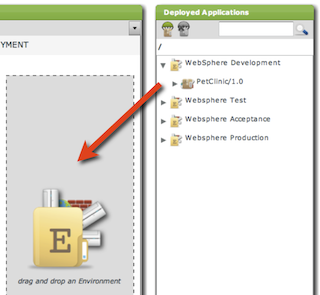 YMENT
E
drag and drop an Environment
Deployed Applications
/
WebSphere Development
PetClinic/1.0
Websphere Test
Websphere Acceptance
Websphere Production